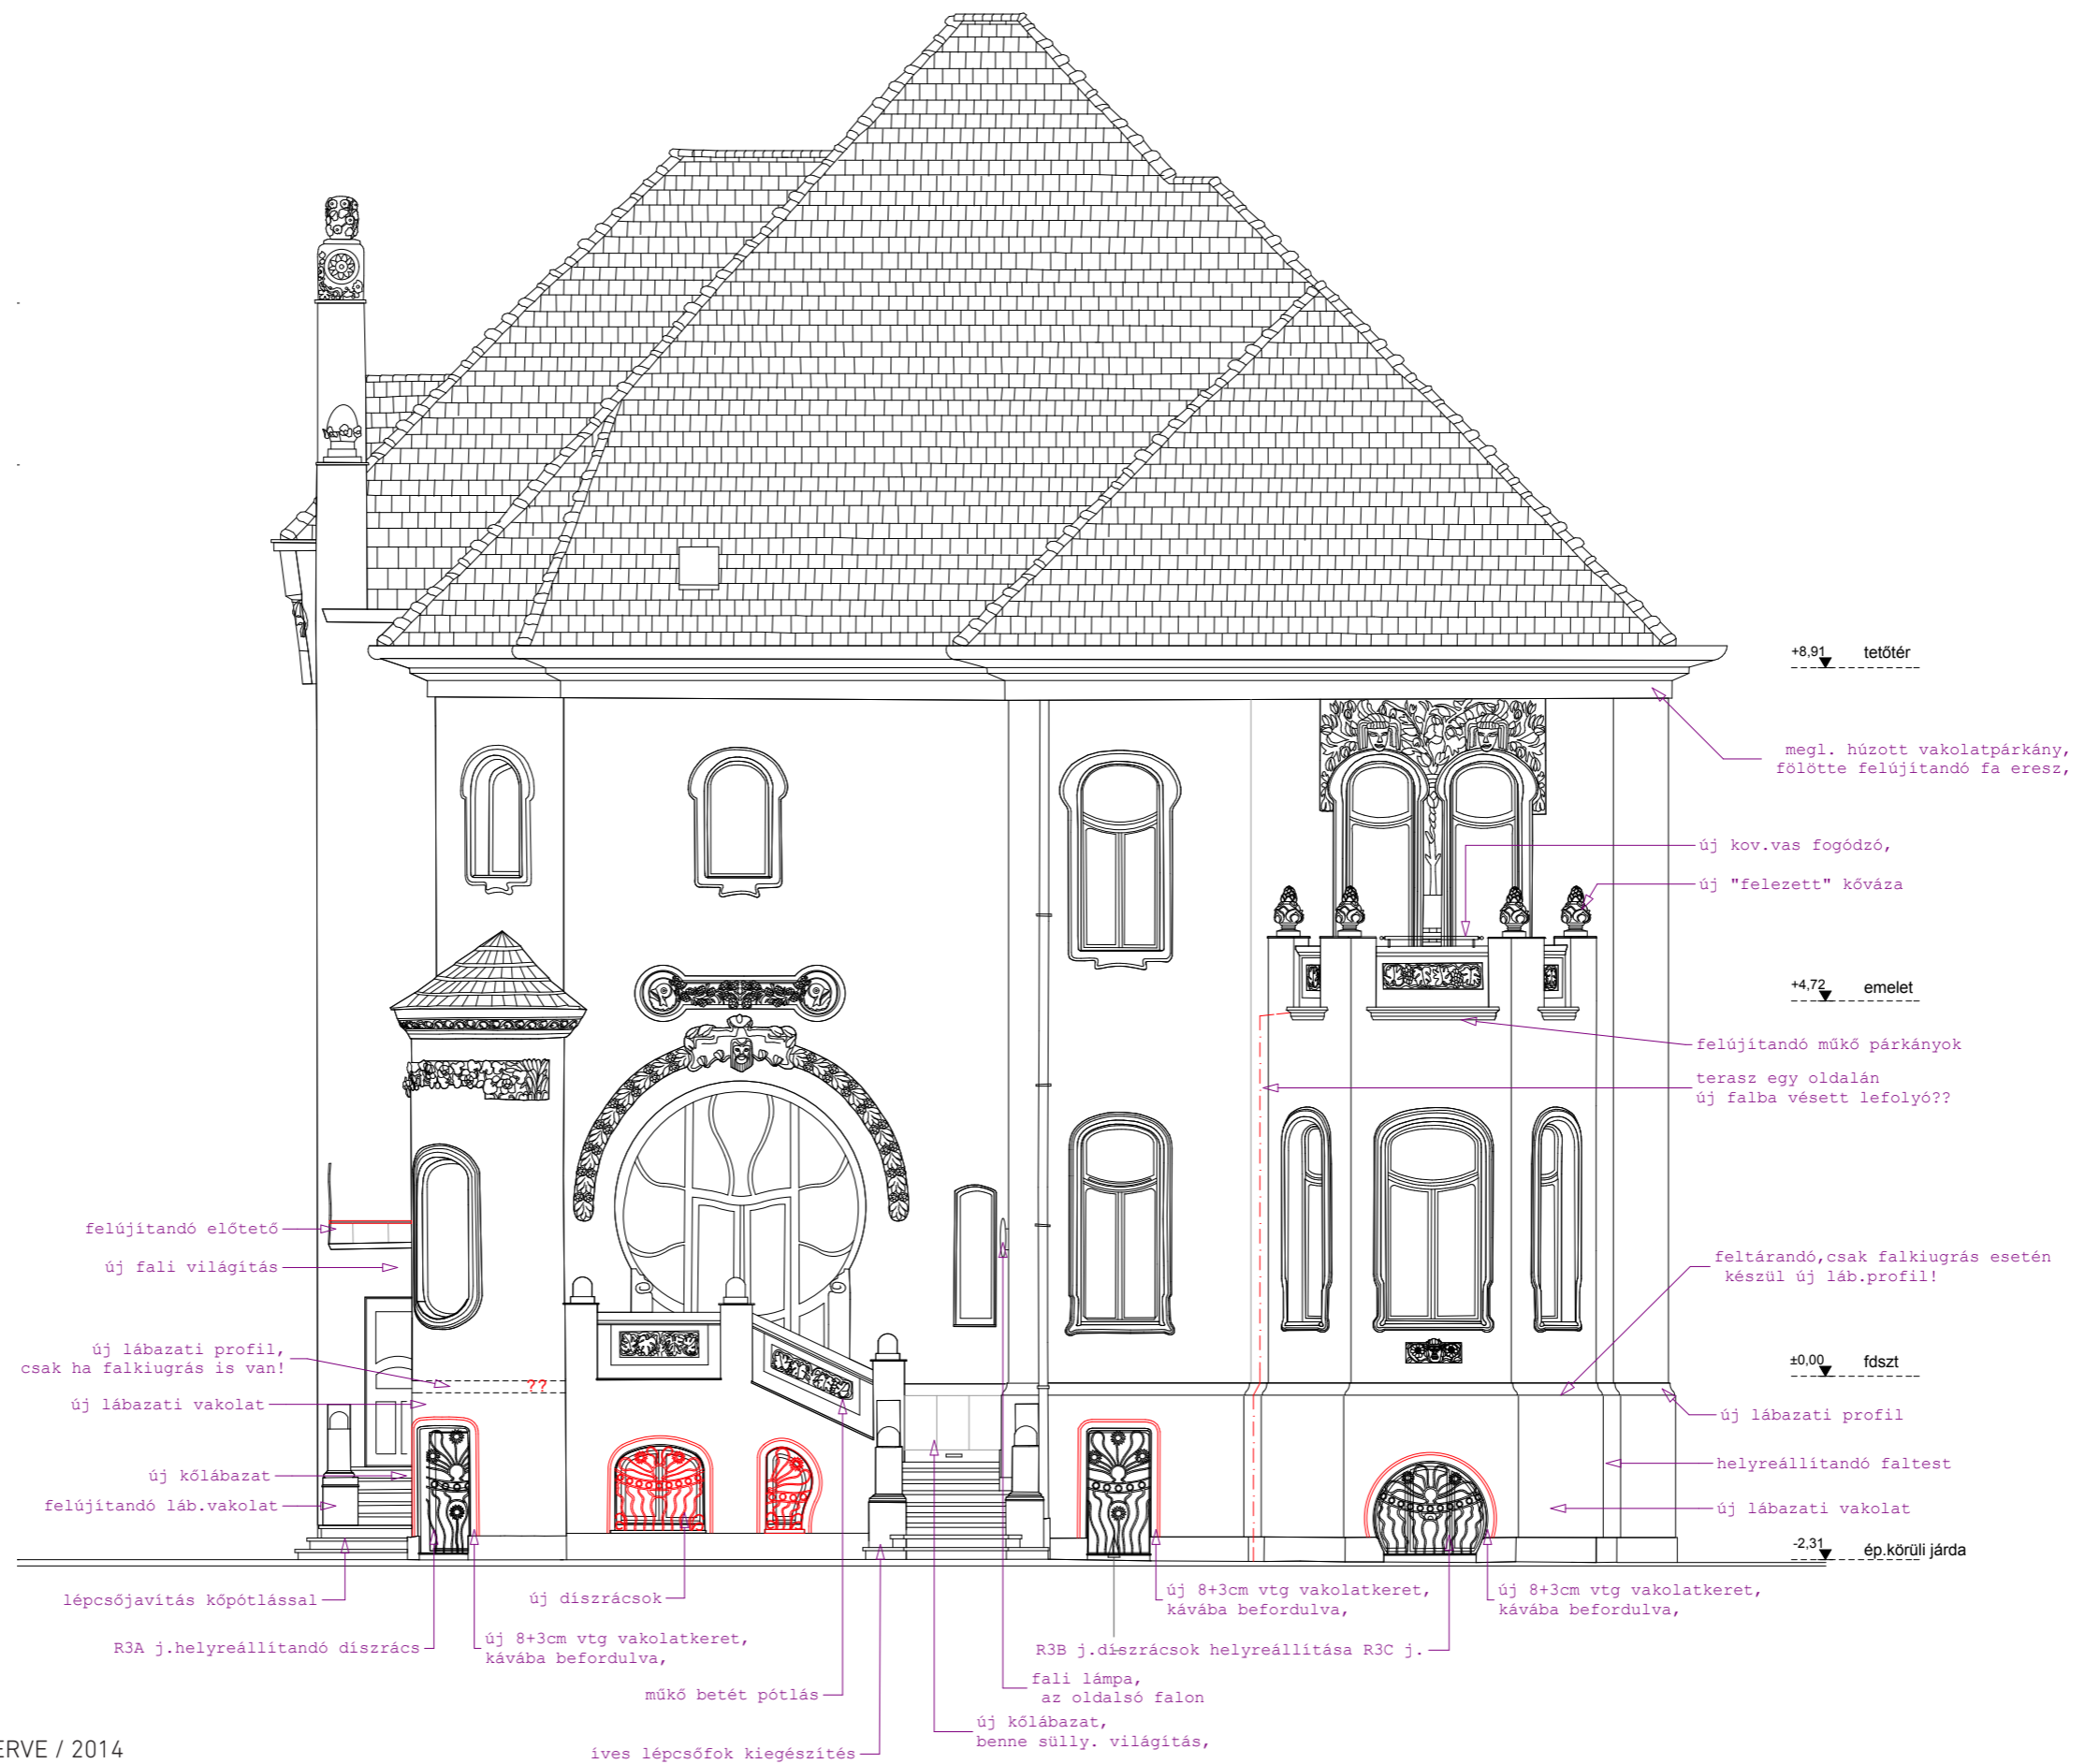 +8,91 tetőtér
megl. húzott vakolatpárkány,
fölötte felújítandó fa eresz,
új kov.vas fogódzó,
új "felezett" kőváza
+4,72 emelet
felújítandó műkő párkányok
terasz egy oldalán
új falba vésett lefolyó??
felújítandó előtető
új fali világítás
feltárandó,csak falkiugrás esetén
készül új láb.profil!
új lábazati profil,
csak ha falkiugrás is van!
??
±0,00 fdszt
új lábazati vakolat
új lábazati profil
új kőlábazat
helyreállítandó faltest
felújítandó láb.vakolat
új lábazati vakolat
-2,31 ép.körüli járda
lépcsőjavítás kőpótlással
új díszrácsok
új 8+3cm vtg vakolatkeret,
kávába befordulva,
új 8+3cm vtg vakolatkeret,
kávába befordulva,
R3A j.helyreállítandó díszrács
új 8+3cm vtg vakolatkeret,
kávába befordulva,
R3B j.díszrácsok helyreállítása R3C j.
műkő betét pótlás
fali lámpa,
az oldalsó falon
új kőlábazat,
benne sülly. világítás,
íves lépcsőfok kiegészítés
ERVE / 2014